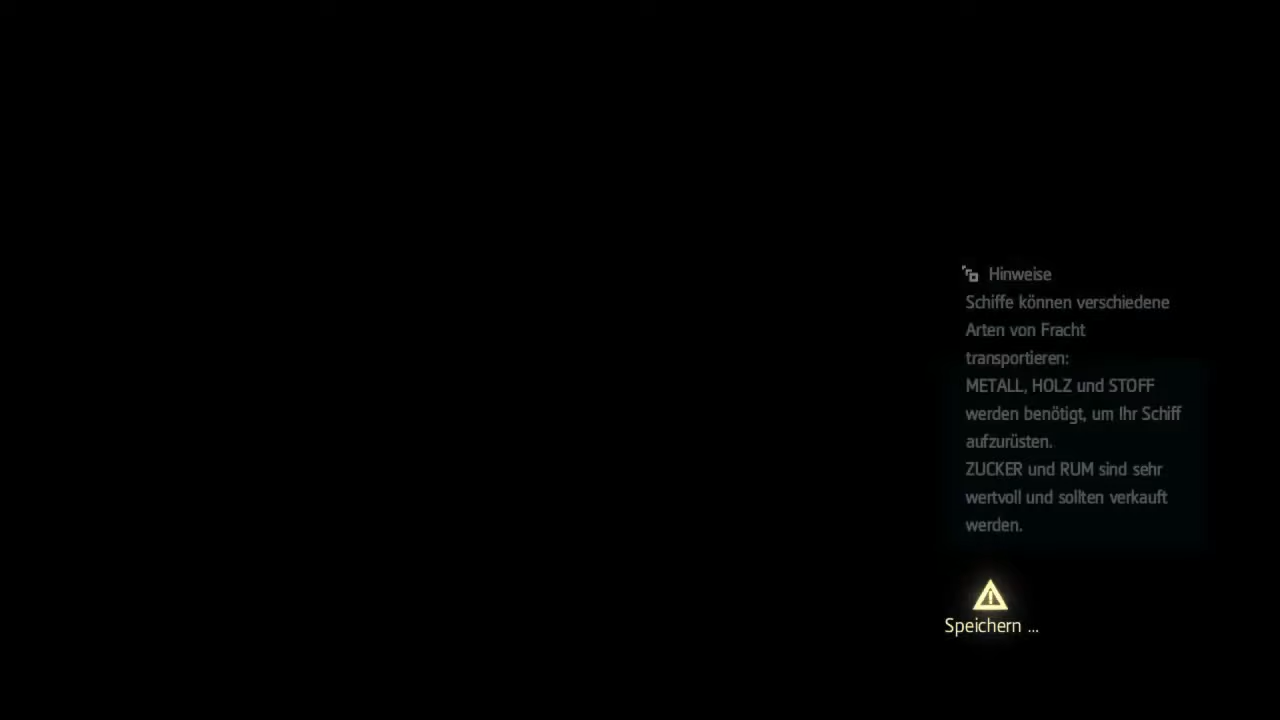 Hinweise
Schiffe können verschiedene
Arten von Fracht
transportieren:
METALL, HOLZ und STOFF
werden benötigt, um Ihr Schiff
aufzurüsten.
ZUCKER und RUM sind sehr
wertvoll und sollten verkauft
werden.
Speichern ...